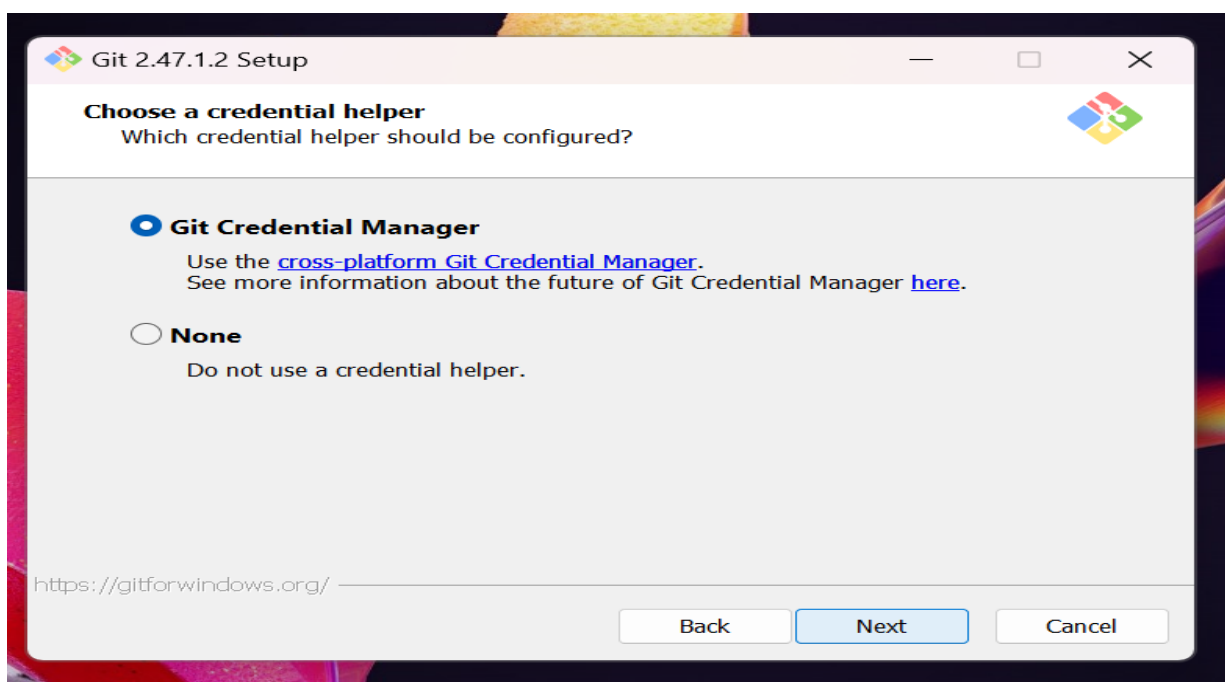 Git 2.47.1.2 Setup
Choose a credential helper
Which credential helper should be configured?
Git Credential Manager
Use the cross-platform Git Credential Manager.
See more information about the future of Git Credential Manager here.
None
Do not use a credential helper.
https://gitforwindows.org/
Back Next Cancel